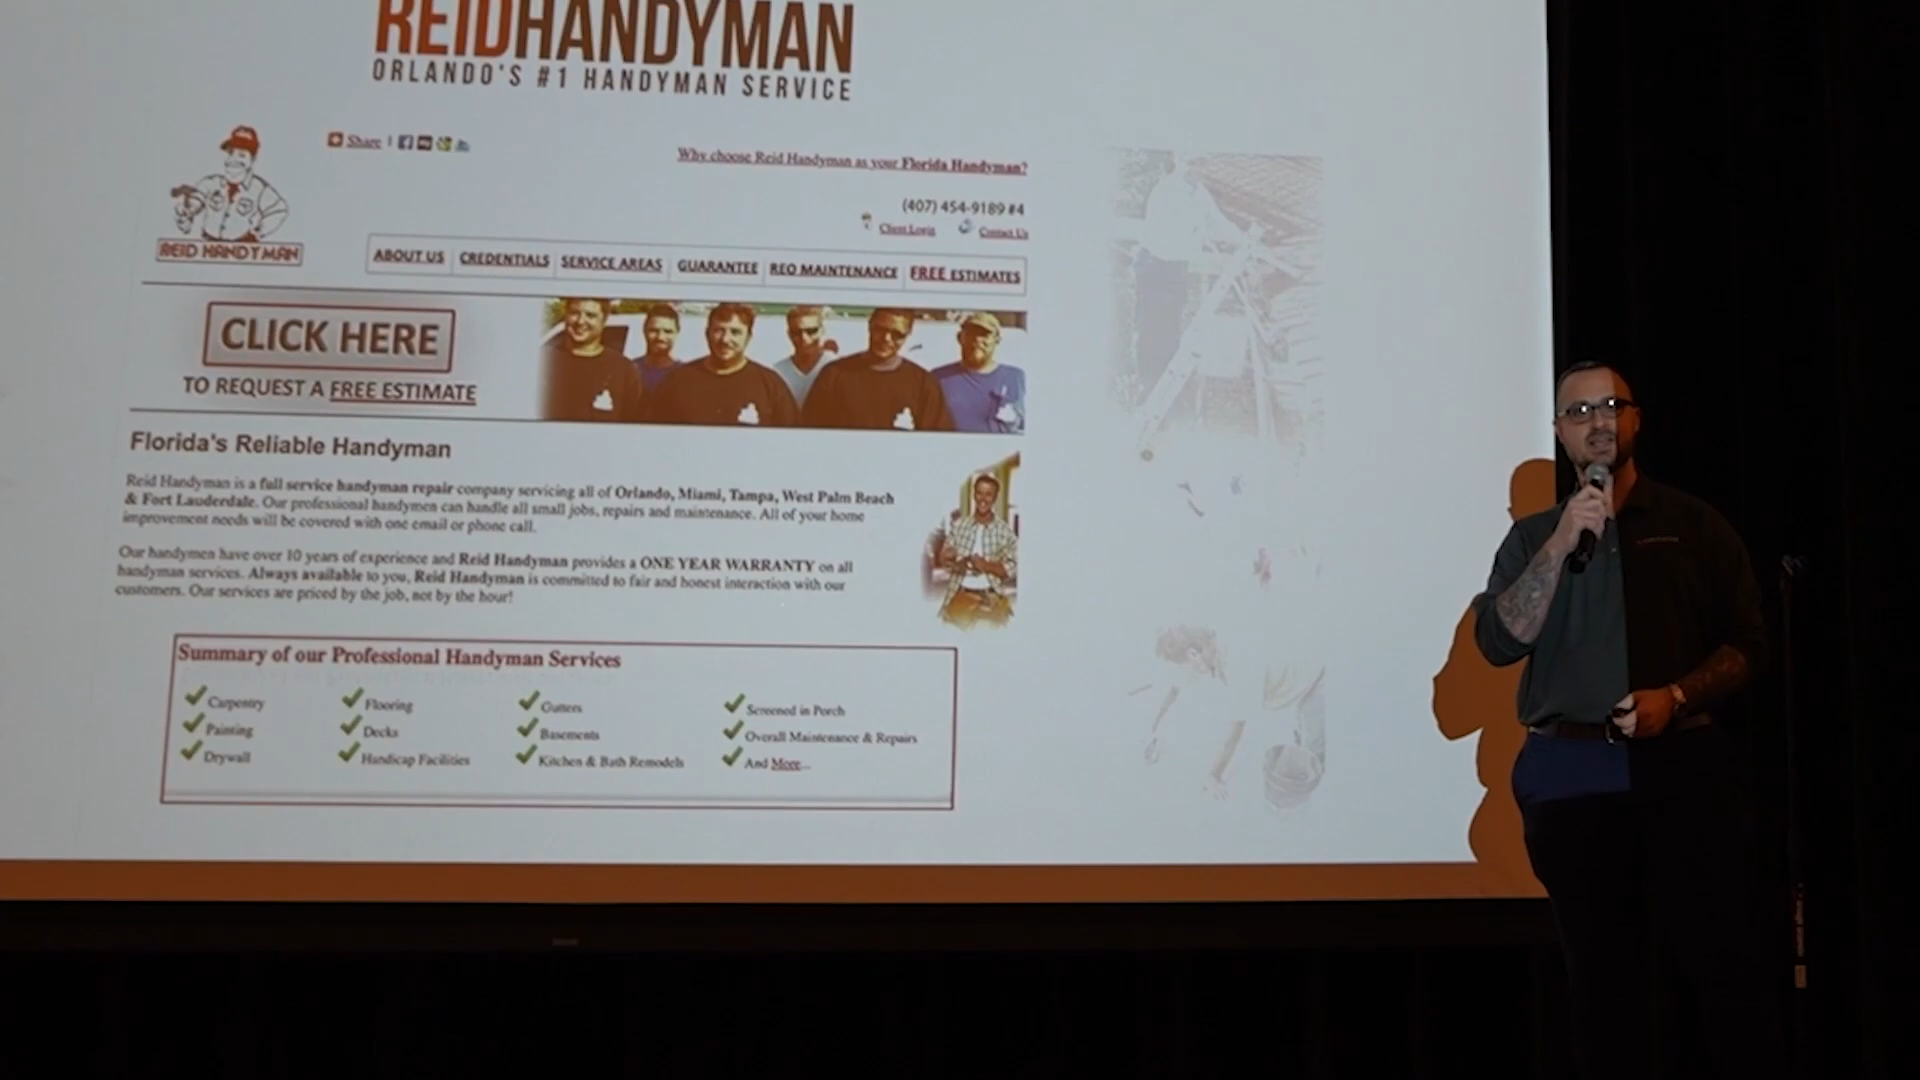 REIDHANDYMAN
ORLANDO'S #1 HANDYMAN SERVICE
Share
Why choose Reid Handyman as your Florida Handyman?
(407) 454-9189 #4
Client Login
Contact Us
REID HANDYMAN
ABOUT US
CREDENTIALS
SERVICE AREAS
GUARANTEE
REO MAINTENANCE
FREE ESTIMATES
CLICK HERE
TO REQUEST A FREE ESTIMATE
Florida's Reliable Handyman
Reid Handyman is a full service handyman repair company servicing all of Orlando, Miami, Tampa, West Palm Beach
& Fort Lauderdale. Our professional handymen can handle all small jobs, repairs and maintenance. All of your home
improvement needs will be covered with one email or phone call.
Our handymen have over 10 years of experience and Reid Handyman provides a ONE YEAR WARRANTY on all
handyman services. Always available to you, Reid Handyman is committed to fair and honest interaction with our
customers. Our services are priced by the job, not by the hour!
Summary of our Professional Handyman Services
Carpentry
Flooring
Gutters
Screened in Porch
Painting
Decks
Basements
Overall Maintenance & Repairs
Drywall
Handicap Facilities
Kitchen & Bath Remodels
And More...